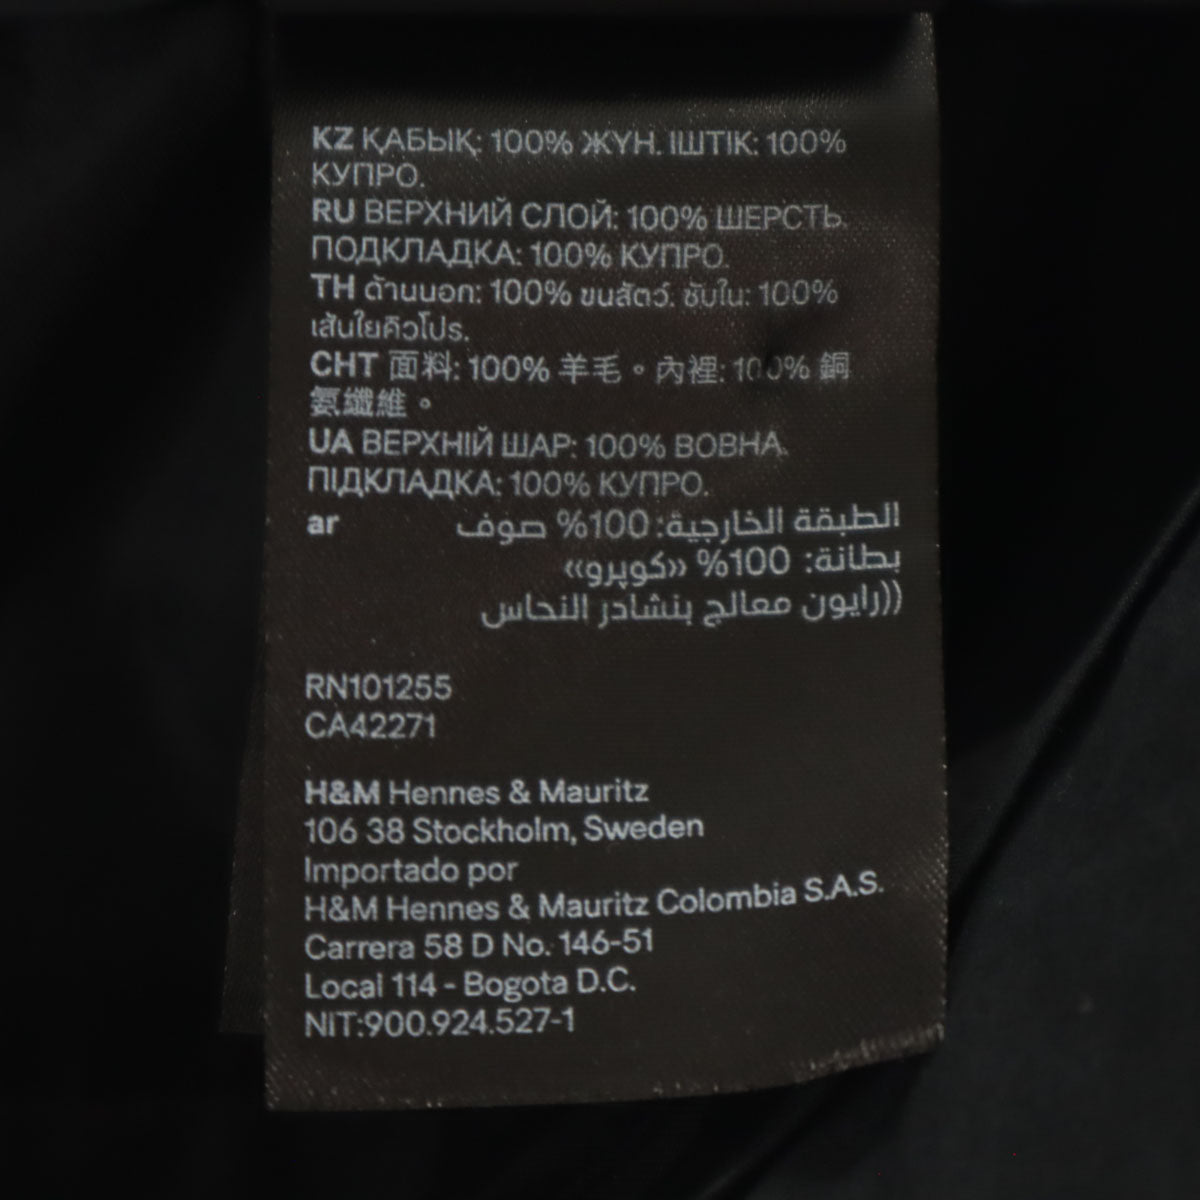 KZ ҚАБЫҚ: 100% ЖҮН. ІШТІК: 100%
КУПРО.
RU ВЕРХНИЙ СЛОЙ: 100% ШЕРСТЬ.
ПОДКЛАДКА: 100% КУПРО.
TH ด้านนอก: 100% ขนสัตว์. ซับใน: 100%
เส้นใยคิวโปร.
CHT 面料: 100% 羊毛。內裡: 100% 銅
氨纖維。
UA ВЕРХНІЙ ШАР: 100% ВОВНА.
ПІДКЛАДКА: 100% КУПРО.
ar الطبقة الخارجية: 100% صوف
بطانة: 100% «كوبرو»
((رايون معالج بنشادر النحاس
RN101255
CA42271
H&M Hennes & Mauritz
106 38 Stockholm, Sweden
Importado por
H&M Hennes & Mauritz Colombia S.A.S.
Carrera 58 D No. 146-51
Local 114 - Bogota D.C.
NIT:900.924.527-1